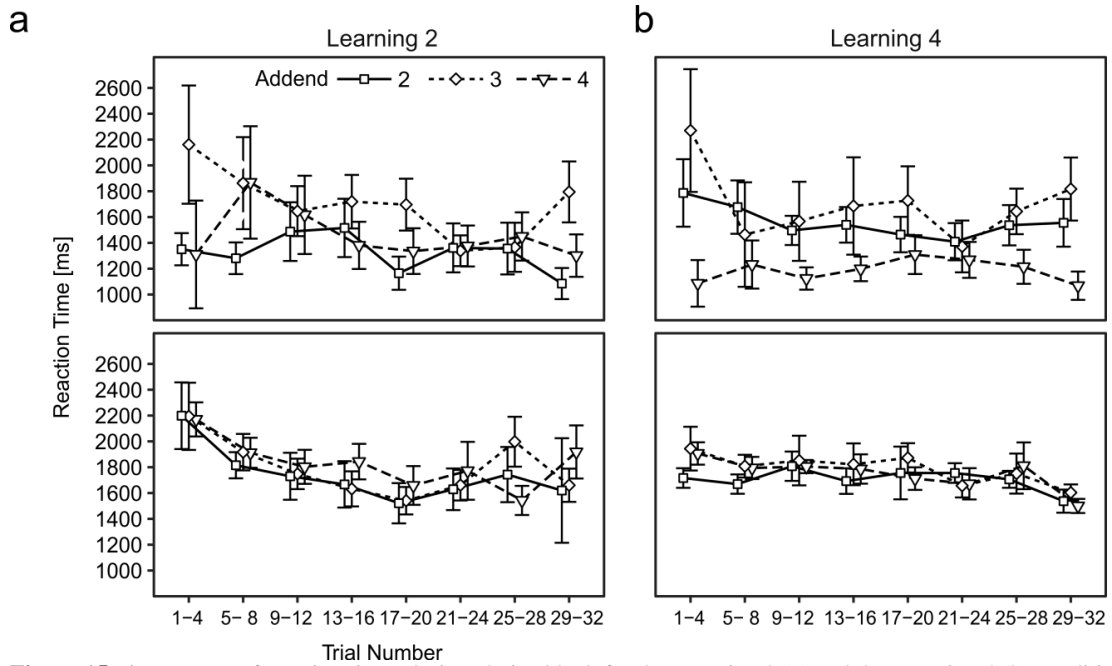 a
b
Learning 2
Learning 4
Addend 2 3 4
Reaction Time [ms]
2600
2400
2200
2000
1800
1600
1400
1200
1000
2600
2400
2200
2000
1800
1600
1400
1200
1000
1−4 5− 8 9−12 13−16 17−20 21−24 25−28 29−32
1−4 5− 8 9−12 13−16 17−20 21−24 25−28 29−32
Trial Number